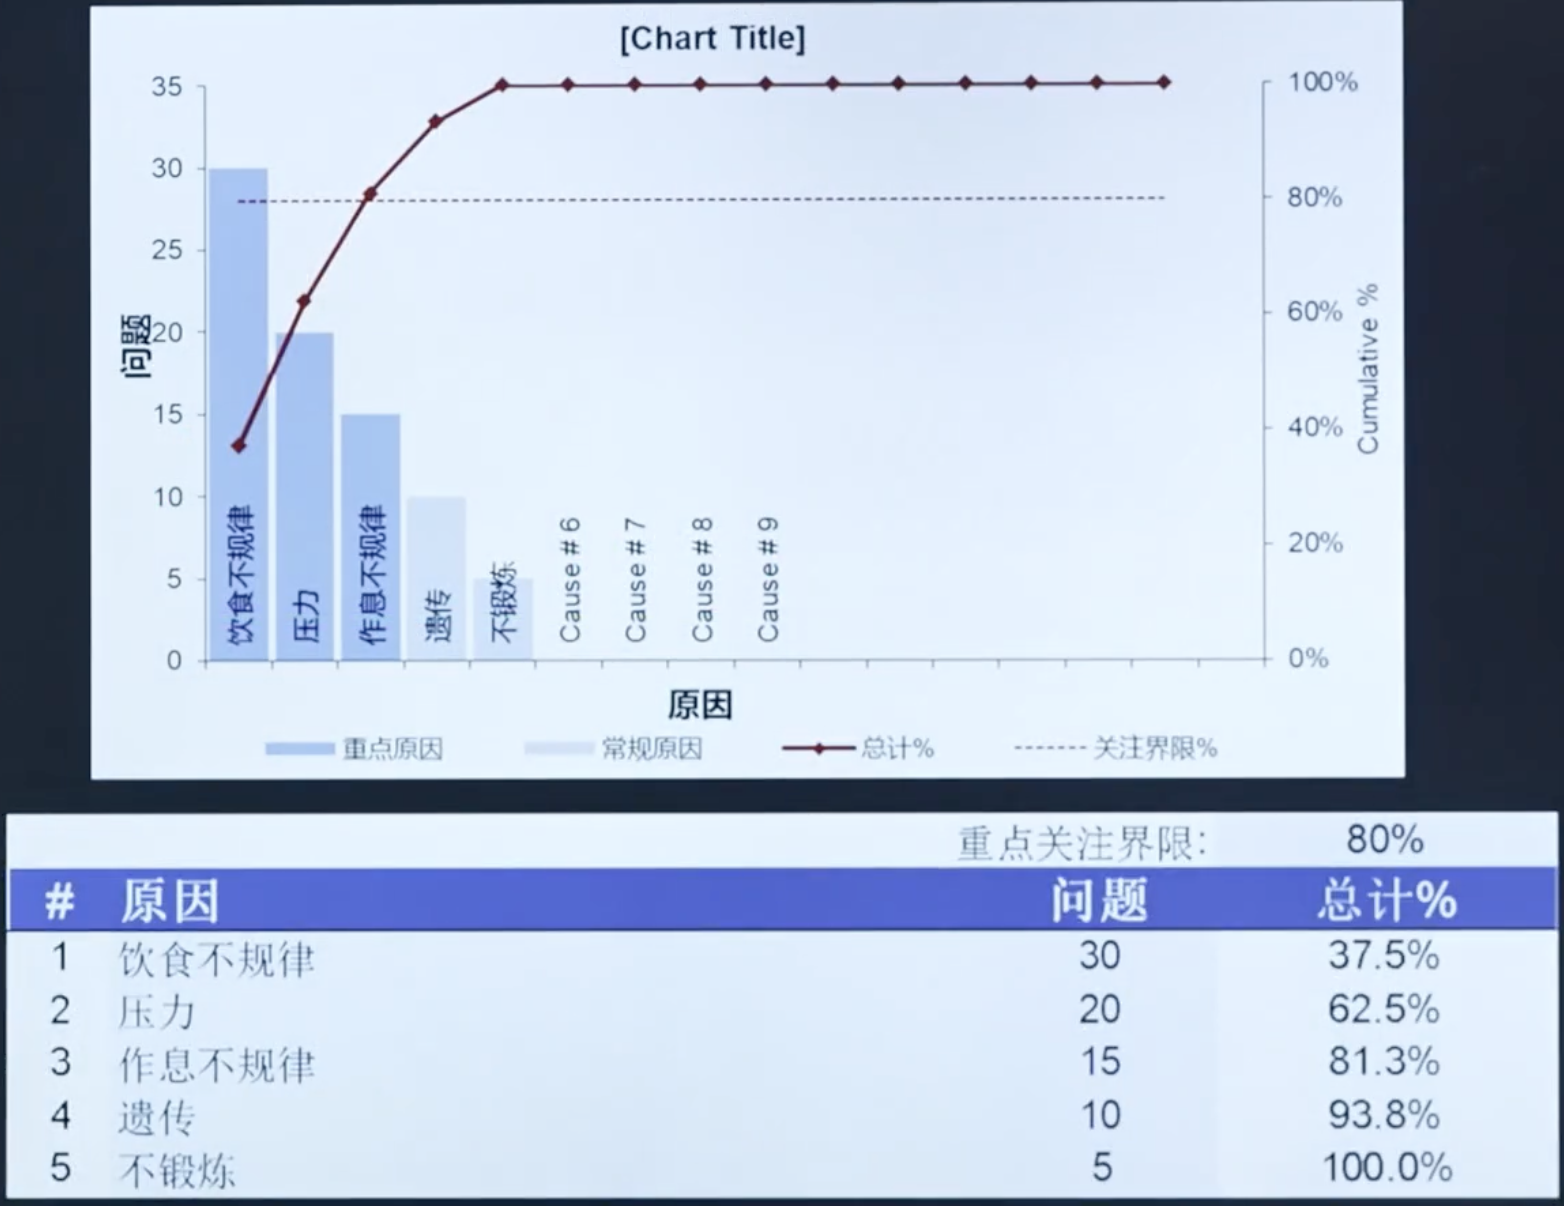 [Chart Title]
35
30
25
20
15
10
5
0
问题
100%
80%
60%
40%
20%
0%
Cumulative %
饮食不规律
压力
作息不规律
遗传
不锻炼
Cause # 6
Cause # 7
Cause # 8
Cause # 9
原因
重点原因 常规原因 总计% 关注界限%
重点关注界限: 80%
# 原因 问题 总计%
1 饮食不规律 30 37.5%
2 压力 20 62.5%
3 作息不规律 15 81.3%
4 遗传 10 93.8%
5 不锻炼 5 100.0%